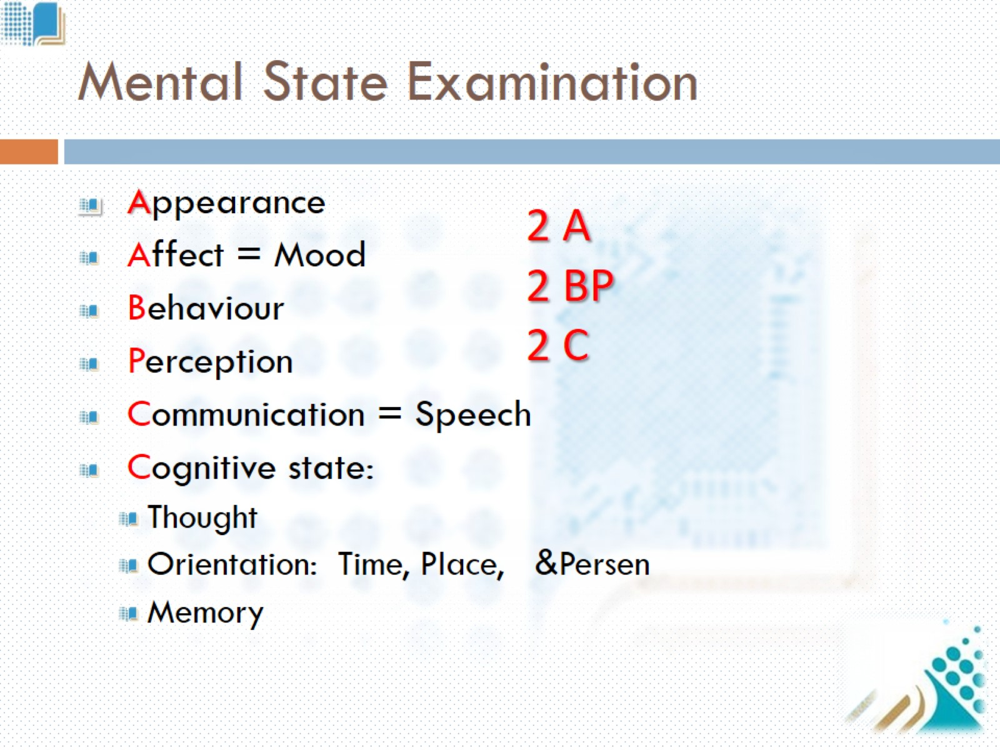 Mental State Examination
Appearance
Affect = Mood
Behaviour
Perception
Communication = Speech
Cognitive state:
Thought
Orientation: Time, Place, &Persen
Memory
2 A
2 BP
2 C